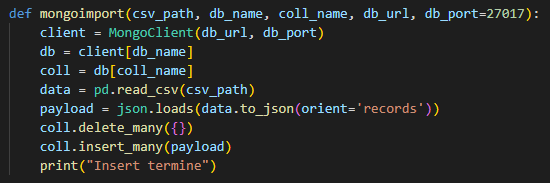 def mongoimport(csv_path, db_name, coll_name, db_url, db_port=27017):
    client = MongoClient(db_url, db_port)
    db = client[db_name]
    coll = db[coll_name]
    data = pd.read_csv(csv_path)
    payload = json.loads(data.to_json(orient='records'))
    coll.delete_many({})
    coll.insert_many(payload)
    print("Insert termine")